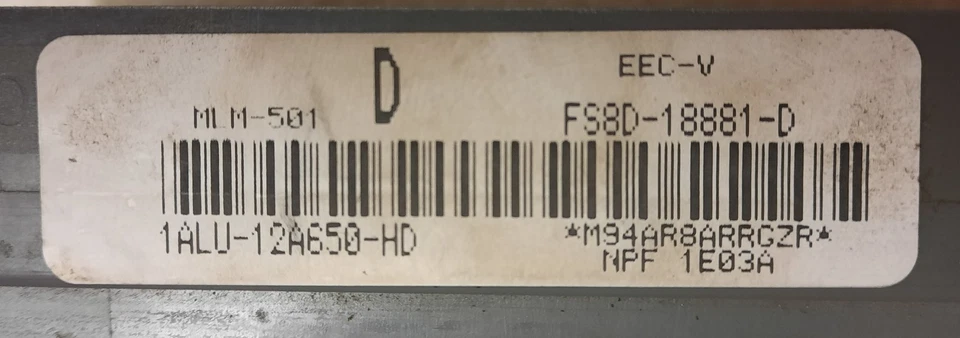 D
EEC-V
MLM-501
FS8D-18881-D
1ALU-12A650-HD
*M94AR8ARRGZR*
NPF 1E03A